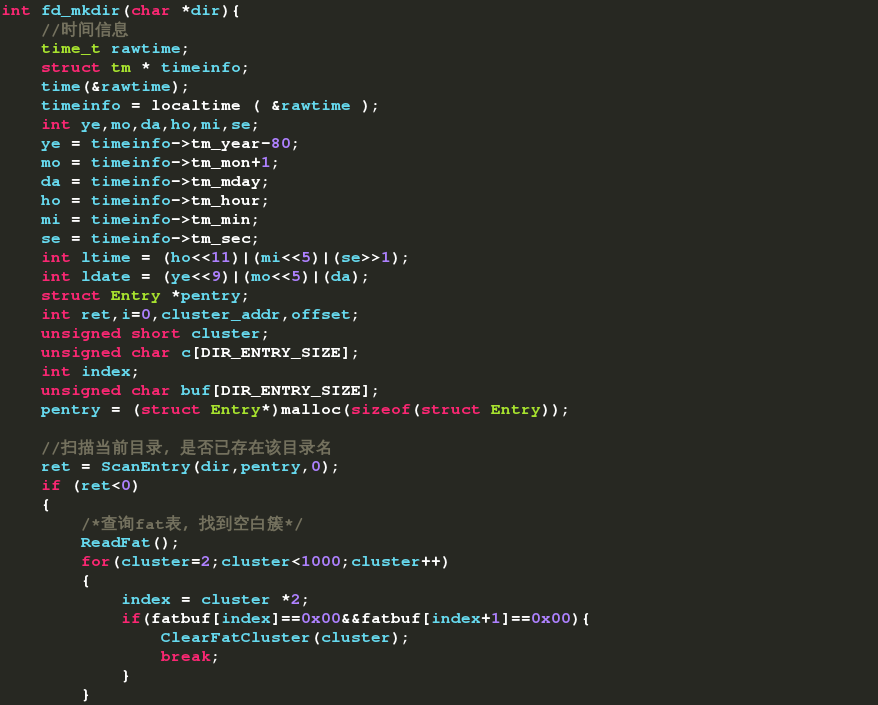 int fd_mkdir(char *dir){
    //时间信息
    time_t rawtime;
    struct tm * timeinfo;
    time(&rawtime);
    timeinfo = localtime ( &rawtime );
    int ye,mo,da,ho,mi,se;
    ye = timeinfo->tm_year-80;
    mo = timeinfo->tm_mon+1;
    da = timeinfo->tm_mday;
    ho = timeinfo->tm_hour;
    mi = timeinfo->tm_min;
    se = timeinfo->tm_sec;
    int ltime = (ho<<11)|(mi<<5)|(se>>1);
    int ldate = (ye<<9)|(mo<<5)|(da);
    struct Entry *pentry;
    int ret,i=0,cluster_addr,offset;
    unsigned short cluster;
    unsigned char c[DIR_ENTRY_SIZE];
    int index;
    unsigned char buf[DIR_ENTRY_SIZE];
    pentry = (struct Entry*)malloc(sizeof(struct Entry));

    //扫描当前目录，是否已存在该目录名
    ret = ScanEntry(dir,pentry,0);
    if (ret<0)
    {
        /*查询fat表，找到空白簇*/
        ReadFat();
        for(cluster=2;cluster<1000;cluster++)
        {
            index = cluster *2;
            if(fatbuf[index]==0x00&&fatbuf[index+1]==0x00){
                ClearFatCluster(cluster);
                break;
            }
        }